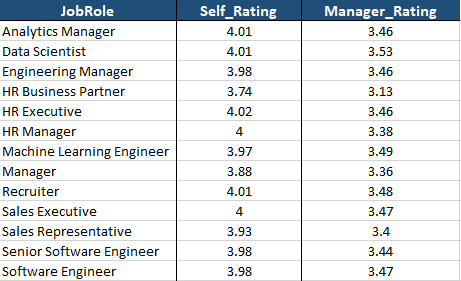 JobRole Self_Rating Manager_Rating
Analytics Manager 4.01 3.46
Data Scientist 4.01 3.53
Engineering Manager 3.98 3.46
HR Business Partner 3.74 3.13
HR Executive 4.02 3.46
HR Manager 4 3.38
Machine Learning Engineer 3.97 3.49
Manager 3.88 3.36
Recruiter 4.01 3.48
Sales Executive 4 3.47
Sales Representative 3.93 3.4
Senior Software Engineer 3.98 3.44
Software Engineer 3.98 3.47